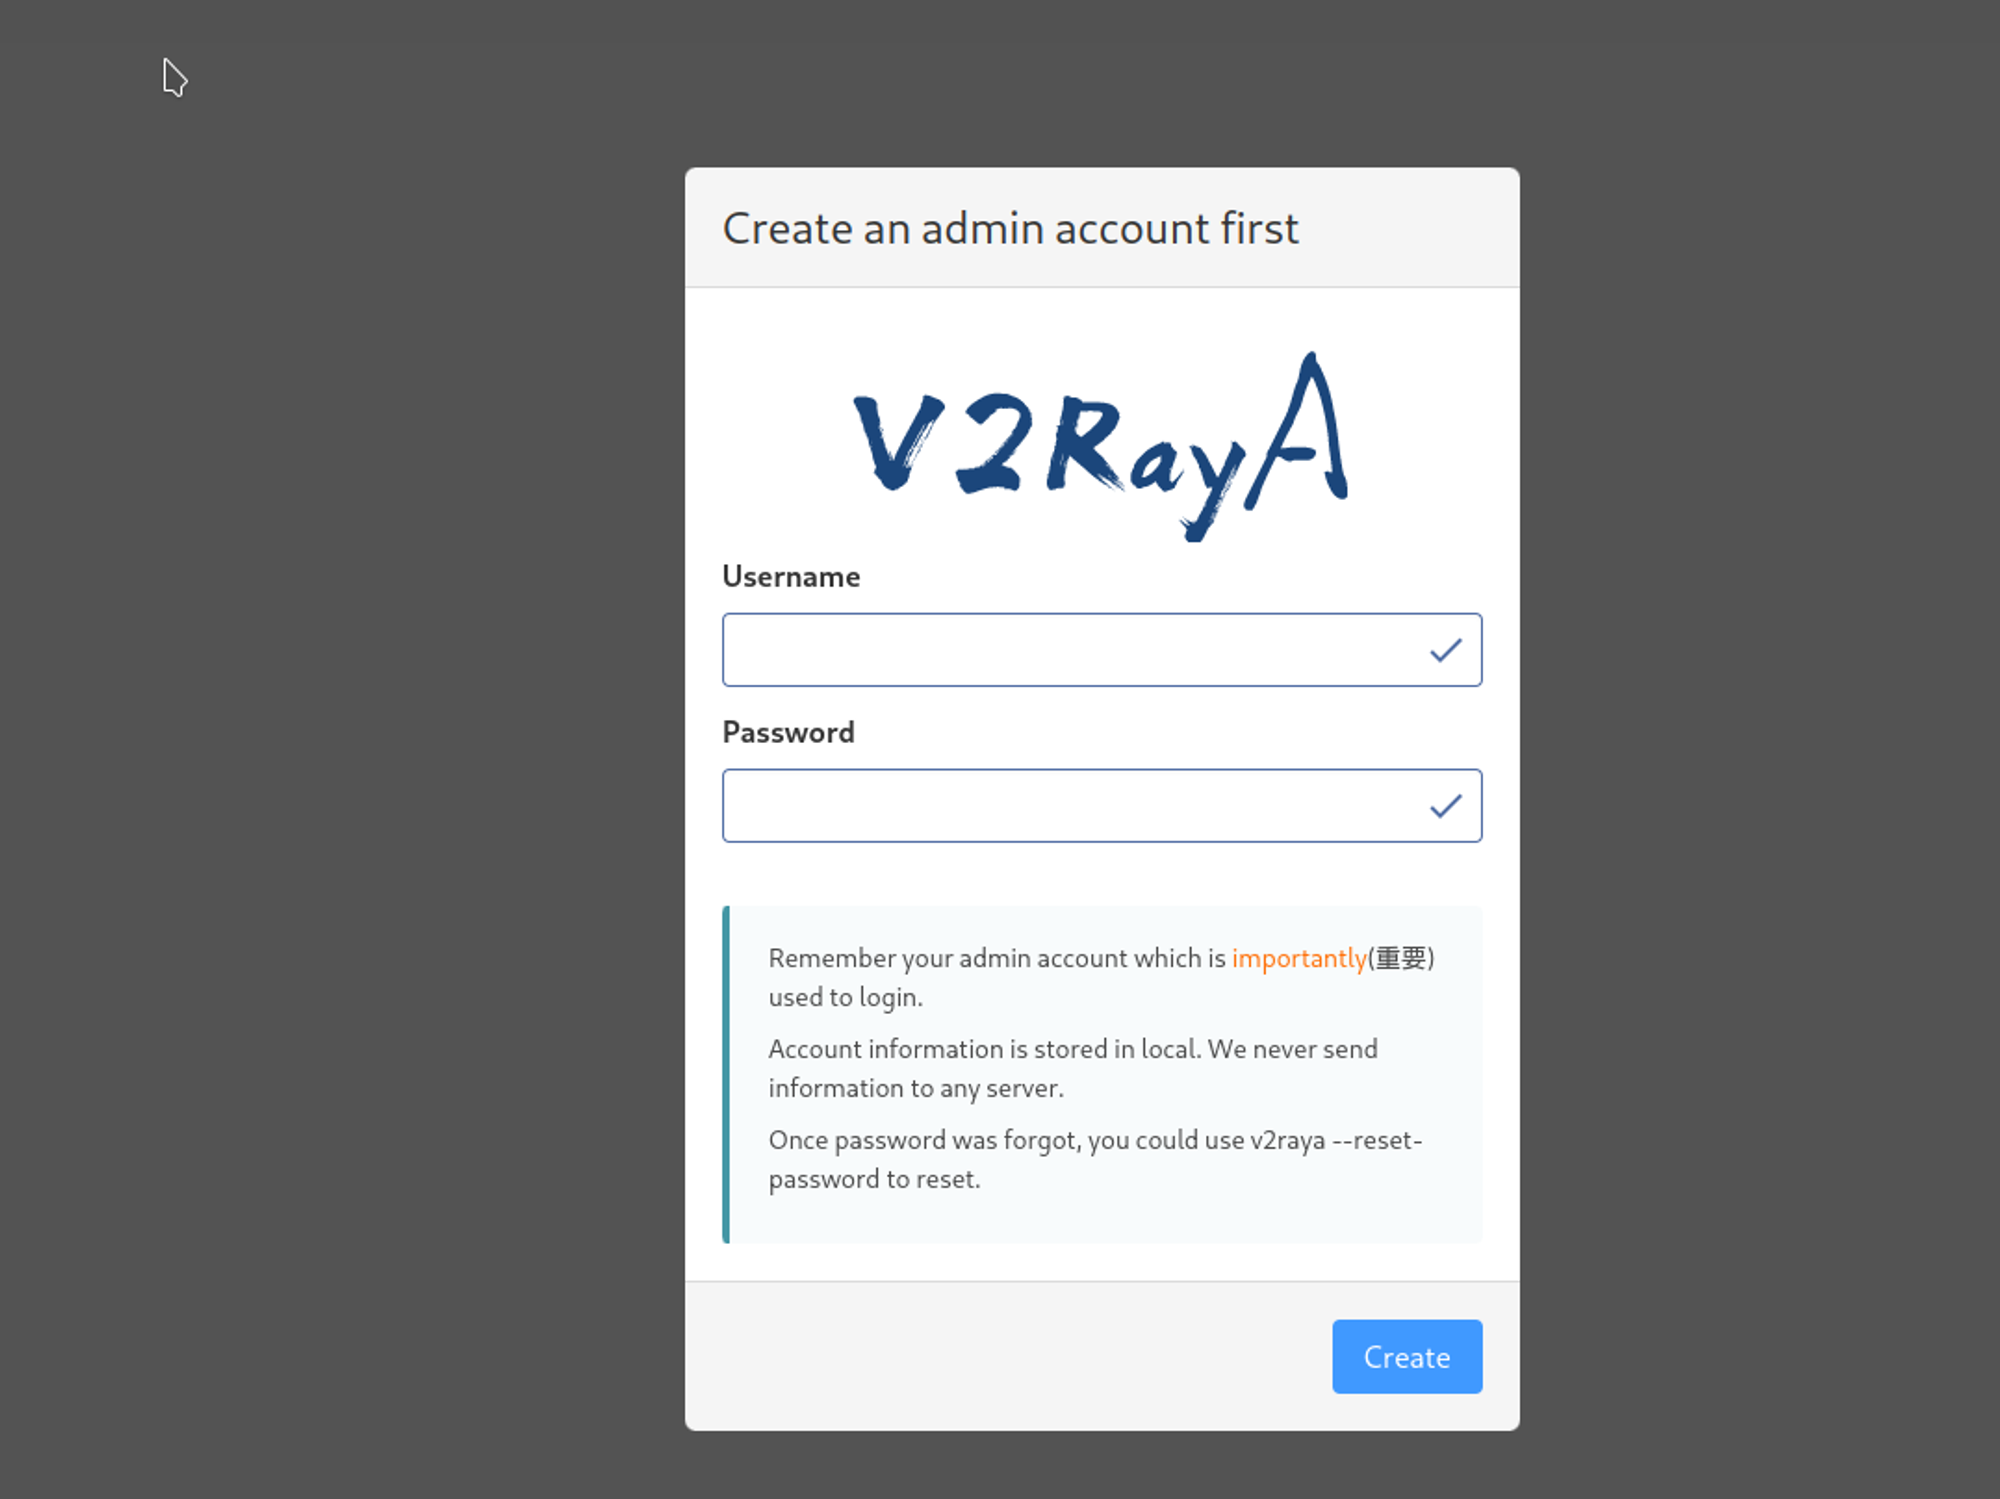 Create an admin account first
V2RayA
Username
Password
Remember your admin account which is importantly(重要)
used to login.
Account information is stored in local. We never send
information to any server.
Once password was forgot, you could use v2raya --reset-
password to reset.
Create